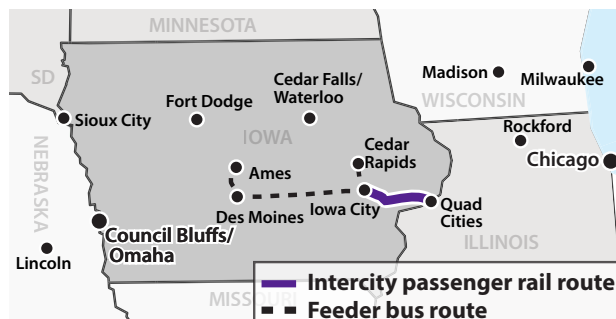 MINNESOTA
SD
Cedar Falls/
Waterloo
Madison
Milwaukee
WISCONSIN
Fort Dodge
Sioux City
IOWA
Rockford
Cedar
Rapids
Chicago
NEBRASKA
Ames
Des Moines
Iowa City
Quad
Cities
Council Bluffs/
Omaha
ILLINOIS
Lincoln
MISSOURI
Intercity passenger rail route
Feeder bus route